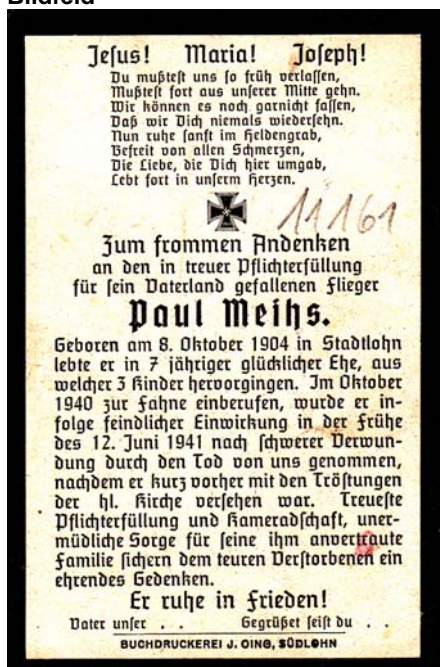 Bildfeld
Jesus! Maria! Joseph!
Du mußtest uns so früh verlassen,
Mußtest fort aus unserer Mitte gehn.
Wir können es noch garnicht fassen,
Daß wir Dich niemals wiedersehn.
Nun ruhe sanft im Heldengrab,
Befreit von allen Schmerzen,
Die Liebe, die Dich hier umgab,
Lebt fort in unserm Herzen.
11161
Zum frommen Andenken
an den in treuer Pflichterfüllung
für sein Vaterland gefallenen Flieger
Paul Meihs.
Geboren am 8. Oktober 1904 in Stadtlohn
lebte er in 7 jähriger glücklicher Ehe, aus
welcher 3 Kinder hervorgingen. Im Oktober
1940 zur Fahne einberufen, wurde er in-
folge feindlicher Einwirkung in der Frühe
des 12. Juni 1941 nach schwerer Verwun-
dung durch den Tod von uns genommen,
nachdem er kurz vorher mit den Tröstungen
der hl. Kirche versehen war. Treueste
Pflichterfüllung und Kameradschaft, uner-
müdliche Sorge für seine ihm anvertraute
Familie sichern dem teuren Verstorbenen ein
ehrendes Gedenken.
Er ruhe in Frieden!
Vater unser . . Gegrüßet seist du . .
BUCHDRUCKEREI J. OING, SÜDLOHN